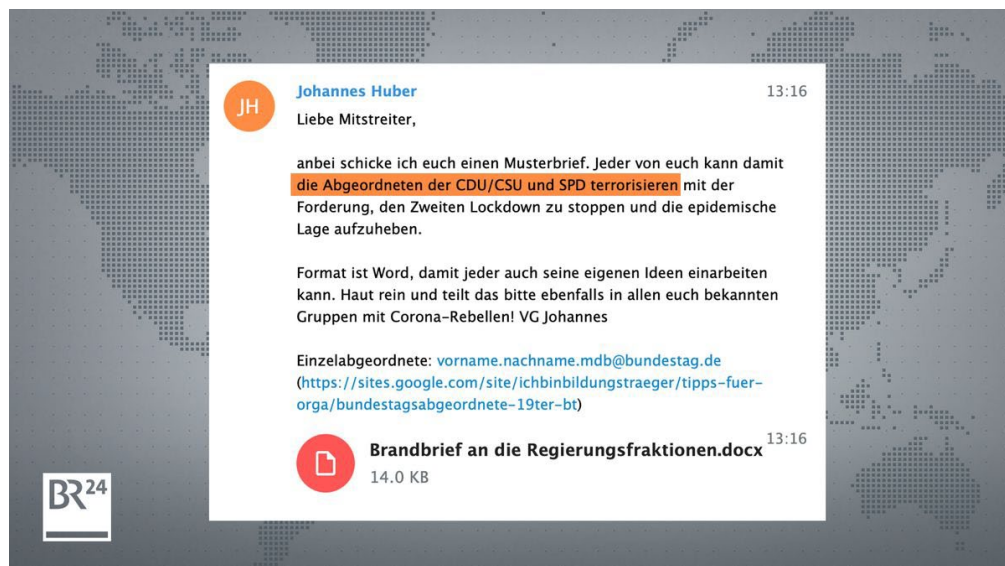 JH
Johannes Huber 13:16
Liebe Mitstreiter,
anbei schicke ich euch einen Musterbrief. Jeder von euch kann damit
die Abgeordneten der CDU/CSU und SPD terrorisieren mit der
Forderung, den Zweiten Lockdown zu stoppen und die epidemische
Lage aufzuheben.
Format ist Word, damit jeder auch seine eigenen Ideen einarbeiten
kann. Haut rein und teilt das bitte ebenfalls in allen euch bekannten
Gruppen mit Corona-Rebellen! VG Johannes
Einzelabgeordnete: vorname.nachname.mdb@bundestag.de
(https://sites.google.com/site/ichbinbildungstraeger/tipps-fuer-
orga/bundestagsabgeordnete-19ter-bt)
Brandbrief an die Regierungsfraktionen.docx 13:16
14.0 KB
BR24